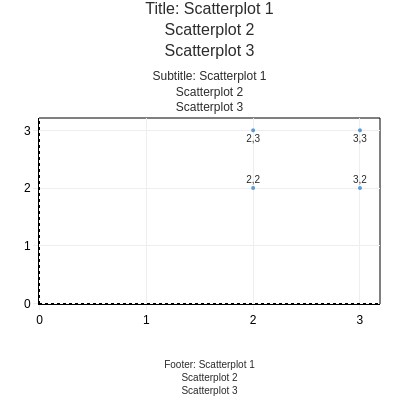 Title: Scatterplot 1
Scatterplot 2
Scatterplot 3
Subtitle: Scatterplot 1
Scatterplot 2
Scatterplot 3
3
2,3
3,3
2,2
3,2
2
1
0
0 1 2 3
Footer: Scatterplot 1
Scatterplot 2
Scatterplot 3